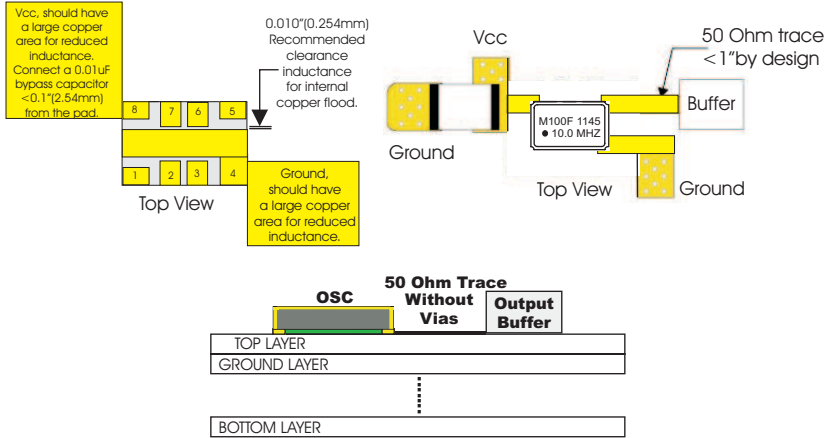 Vcc, should have
a large copper
area for reduced
inductance.
Connect a 0.01uF
bypass capacitor
<0.1"(2.54mm)
from the pad.
0.010"(0.254mm)
Recommended
clearance
inductance
for internal
copper flood.
8 7 6 5
1 2 3 4
Top View
Ground,
should have
a large copper
area for reduced
inductance.
Vcc
50 Ohm trace
<1"by design
Buffer
M100F 1145
● 10.0 MHZ
Ground
Top View
Ground
OSC
50 Ohm Trace
Without
Vias
Output
Buffer
TOP LAYER
GROUND LAYER
BOTTOM LAYER